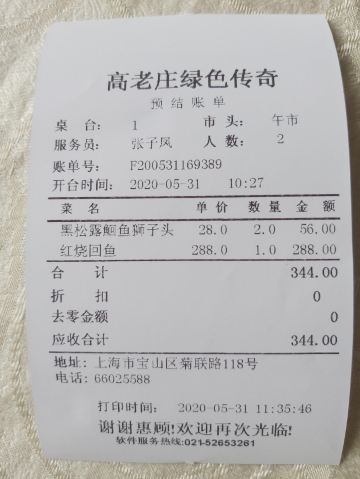 高老庄绿色传奇
预结账单
桌 台: 1 市 头: 午市
服务员: 张子凤 人 数: 2
账单号: F200531169389
开台时间: 2020-05-31 10:27
菜 名 单价 数量 金额
黑松露鮰鱼狮子头 28.0 2.0 56.00
红烧回鱼 288.0 1.0 288.00
合 计 344.00
折 扣 0
去零金额 0
应收合计 344.00
地址: 上海市宝山区菊联路118号
电话: 66025588
打印时间: 2020-05-31 11:35:46
谢谢惠顾!欢迎再次光临!
软件服务热线:021-52653261